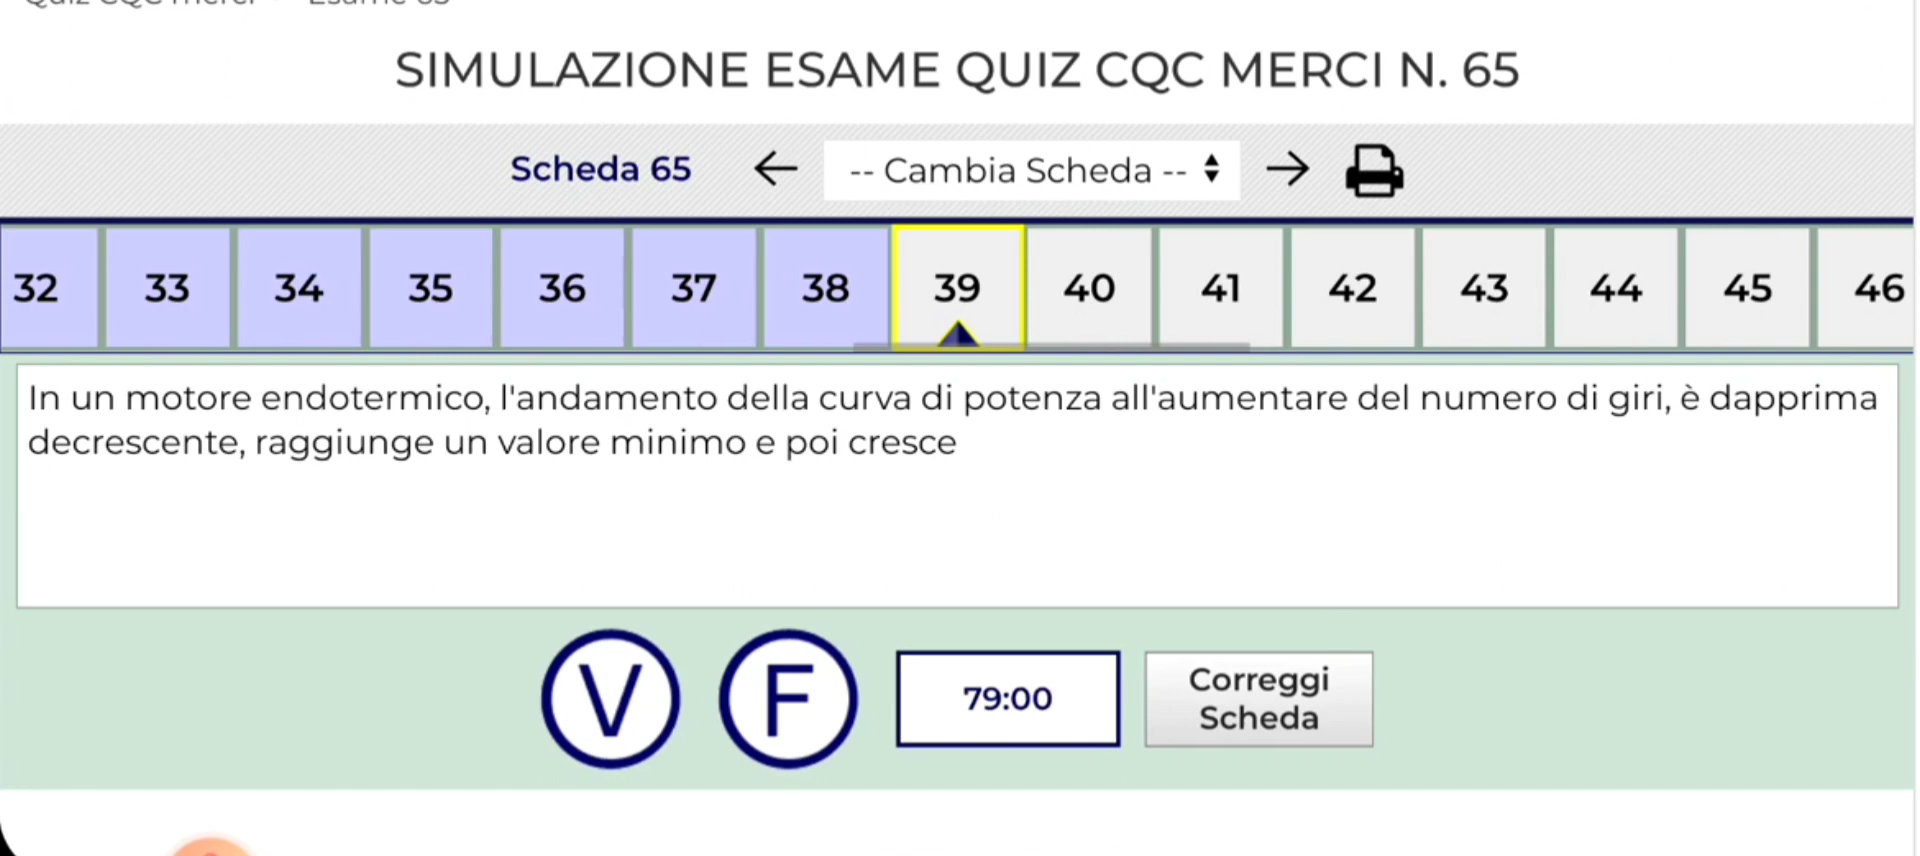 SIMULAZIONE ESAME QUIZ CQC MERCI N. 65
Scheda 65
-- Cambia Scheda --
32 33 34 35 36 37 38 39 40 41 42 43 44 45 46
In un motore endotermico, l'andamento della curva di potenza all'aumentare del numero di giri, è dapprima
decrescente, raggiunge un valore minimo e poi cresce
V F 79:00 Correggi
Scheda